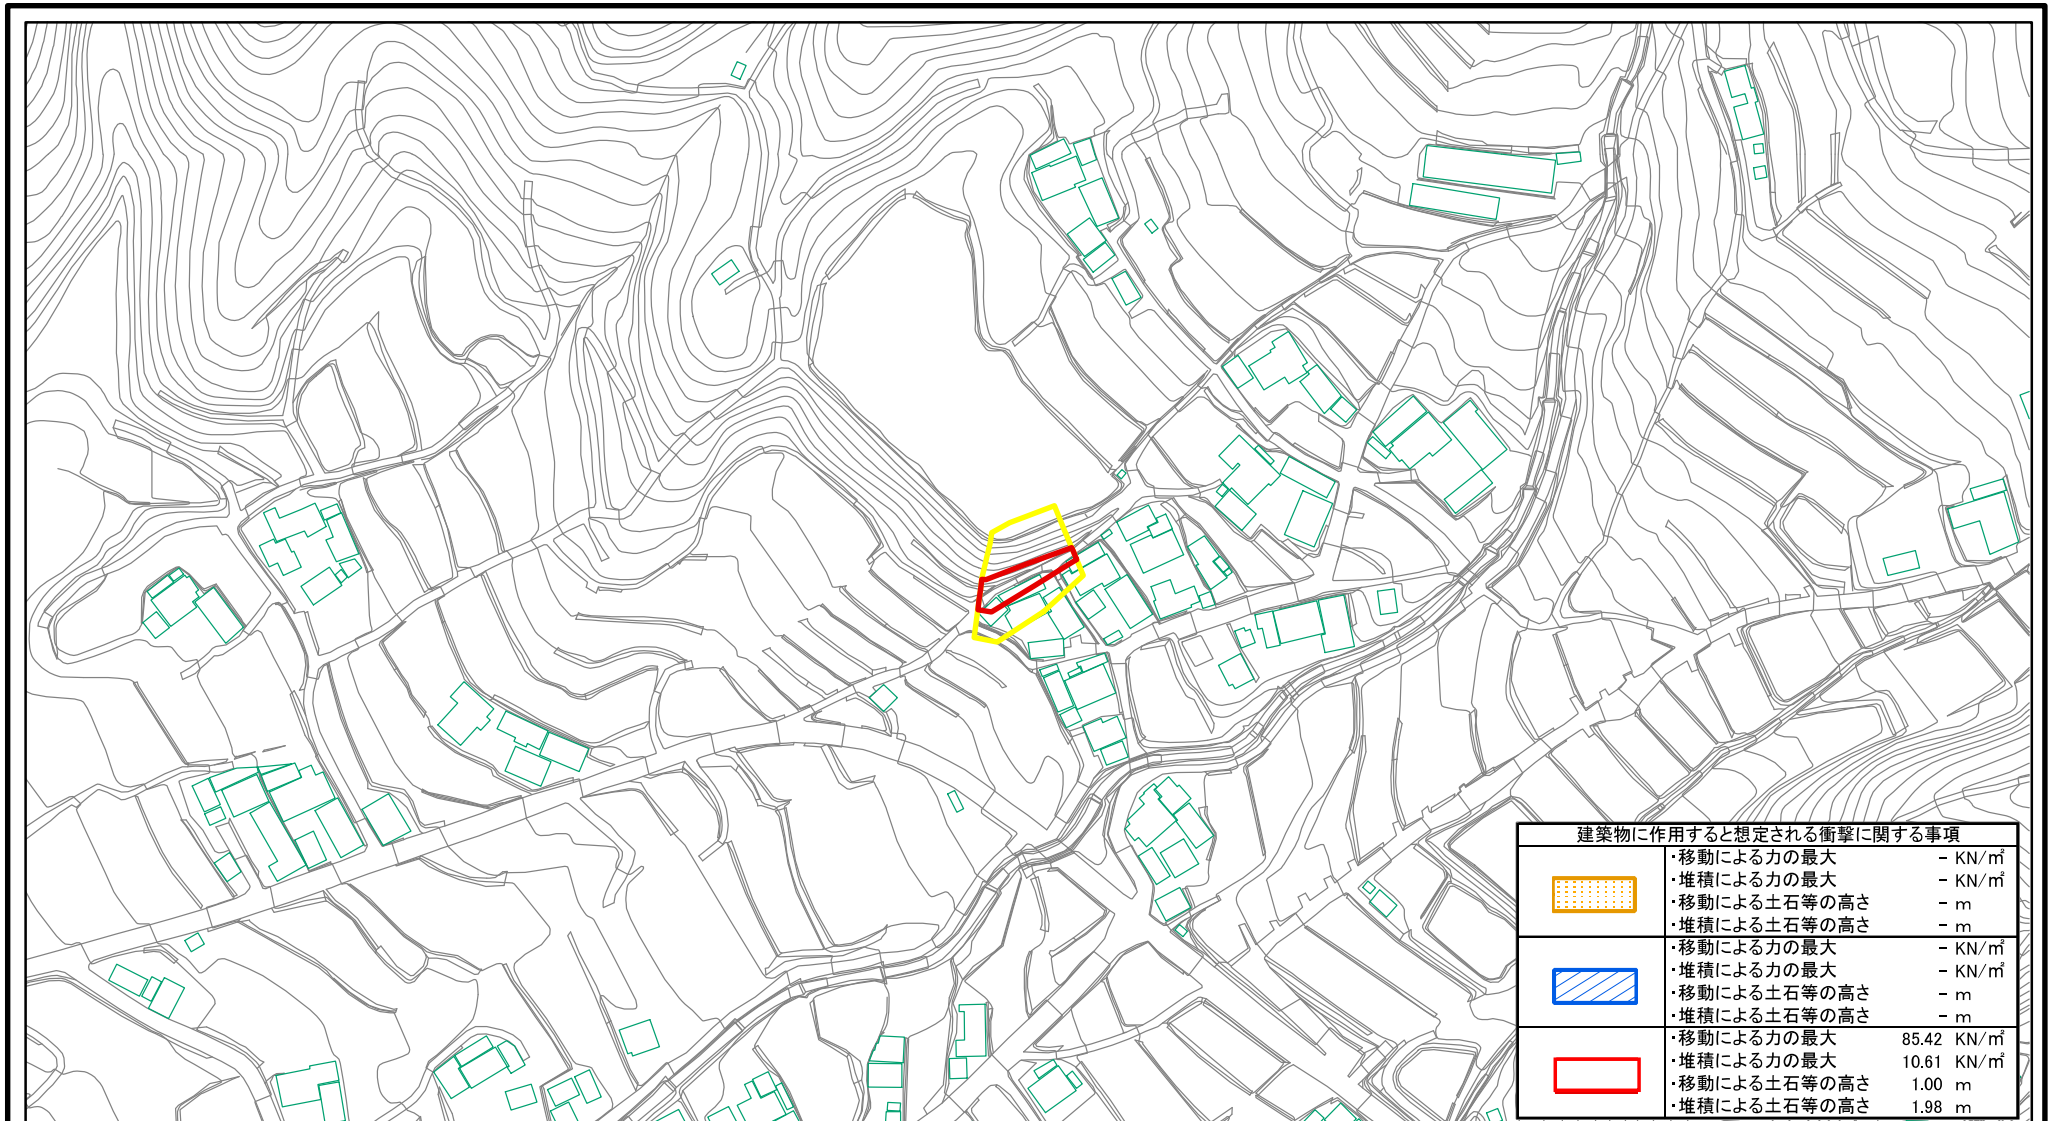 建築物に作用すると想定される衝撃に関する事項
・移動による力の最大 - KN/㎡
・堆積による力の最大 - KN/㎡
・移動による土石等の高さ - m
・堆積による土石等の高さ - m
・移動による力の最大 - KN/㎡
・堆積による力の最大 - KN/㎡
・移動による土石等の高さ - m
・堆積による土石等の高さ - m
・移動による力の最大 85.42 KN/㎡
・堆積による力の最大 10.61 KN/㎡
・移動による土石等の高さ 1.00 m
・堆積による土石等の高さ 1.98 m